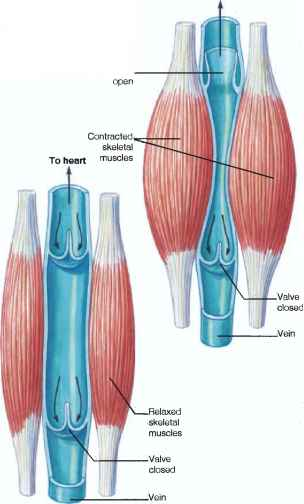 open
Contracted
skeletal
muscles
To heart
Valve
closed
Vein
Relaxed
skeletal
muscles
Valve
closed
Vein